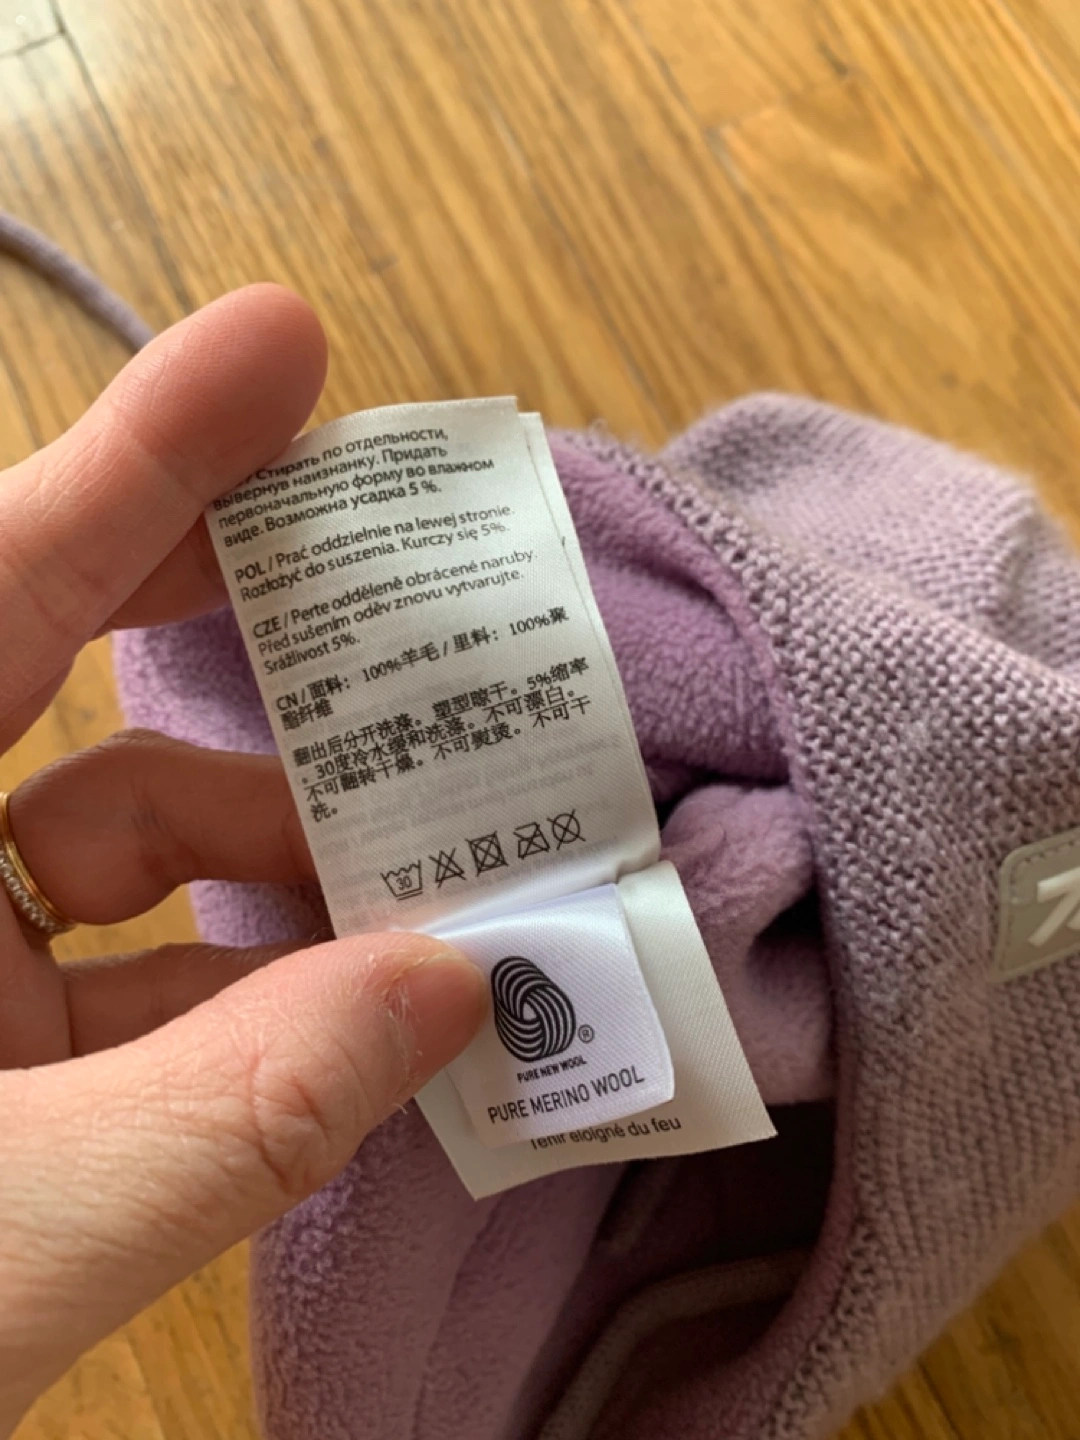 / Стирать по отдельности,
вывернув наизнанку. Придать
первоначальную форму во влажном
виде. Возможна усадка 5 %.
POL / Prać oddzielnie na lewej stronie.
Rozłożyć do suszenia. Kurczy się 5%.
CZE / Perte odděleně obrácené naruby.
Před sušením oděv znovu vytvarujte.
Srážlivost 5%.
CN / 面料： 100%羊毛 / 里料： 100%聚
酯纤维
翻出后分开洗涤。塑型晾干。5%缩率
。30度冷水缓和洗涤。不可漂白。
不可翻转干燥。不可熨烫。不可干
洗。
30
®
PURE NEW WOOL
PURE MERINO WOOL
Tenir éloigné du feu